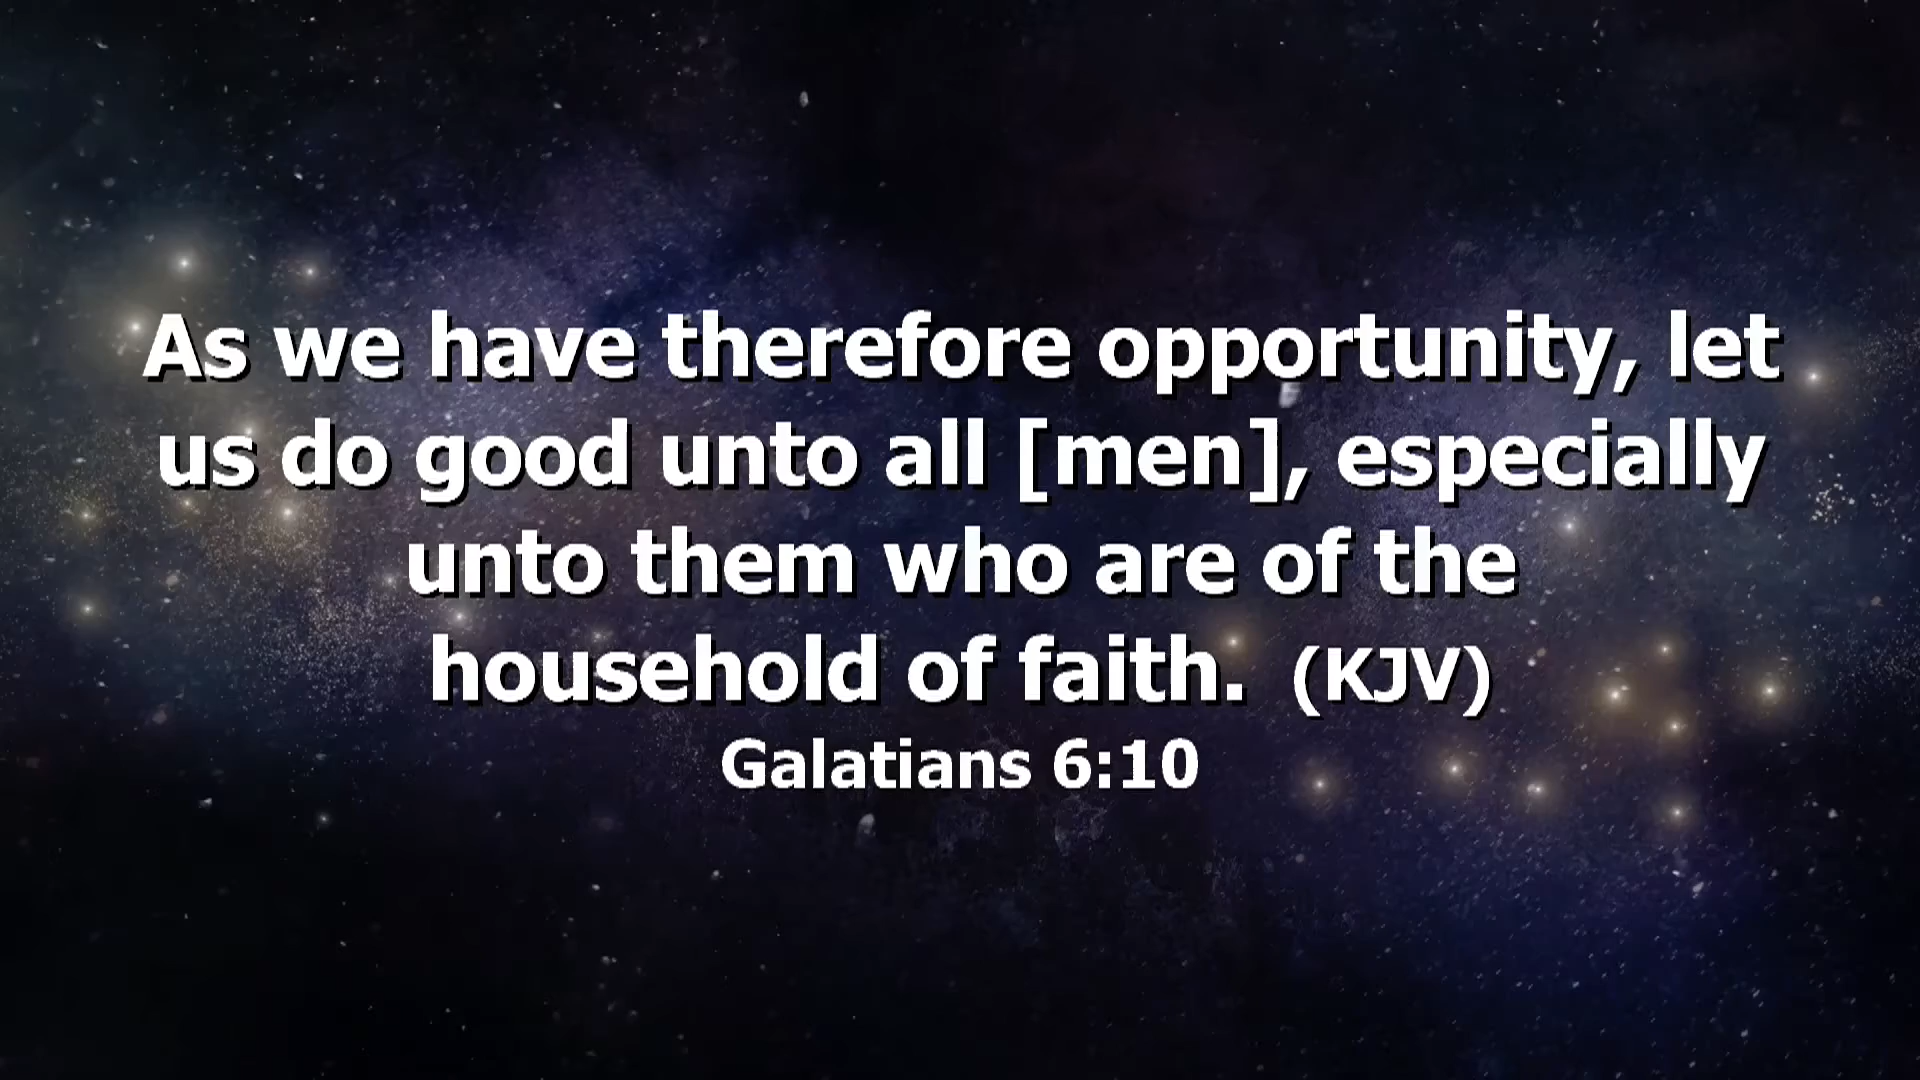 As we have therefore opportunity, let
us do good unto all [men], especially
unto them who are of the
household of faith. (KJV)
Galatians 6:10